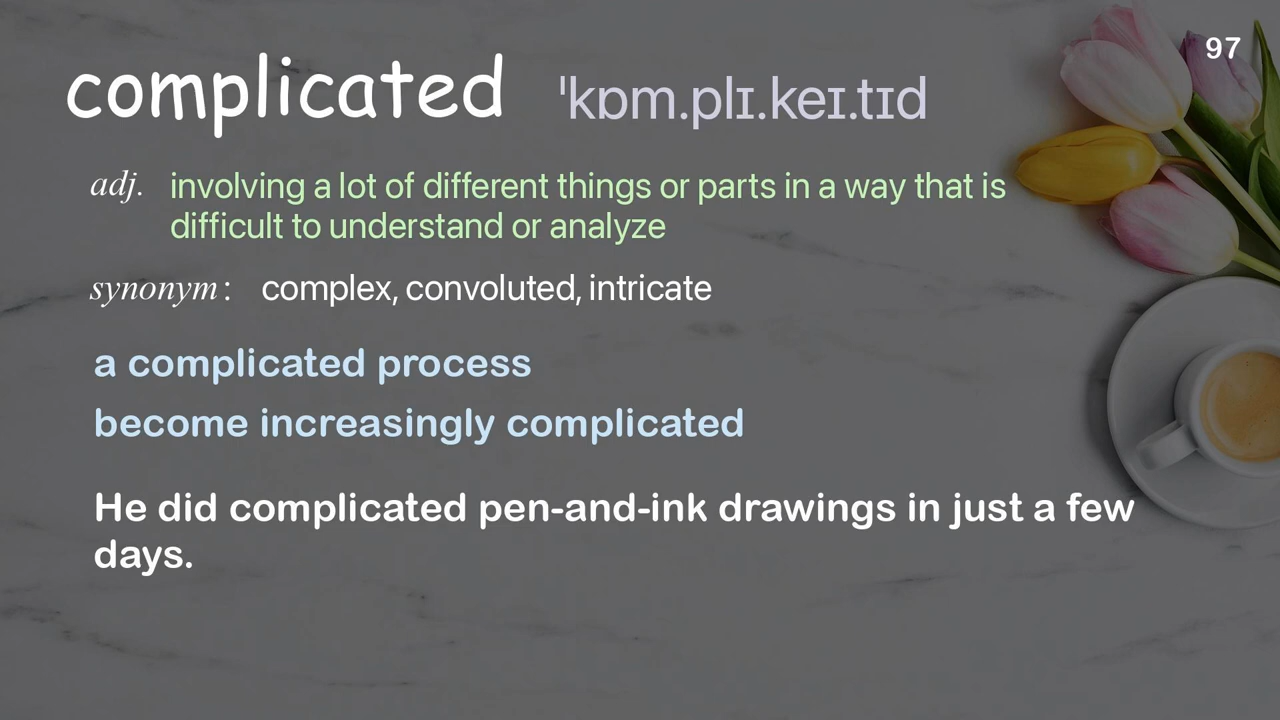 97
complicated ˈkɒm.plɪ.keɪ.tɪd
adj. involving a lot of different things or parts in a way that is
difficult to understand or analyze
synonym : complex, convoluted, intricate
a complicated process
become increasingly complicated
He did complicated pen-and-ink drawings in just a few
days.